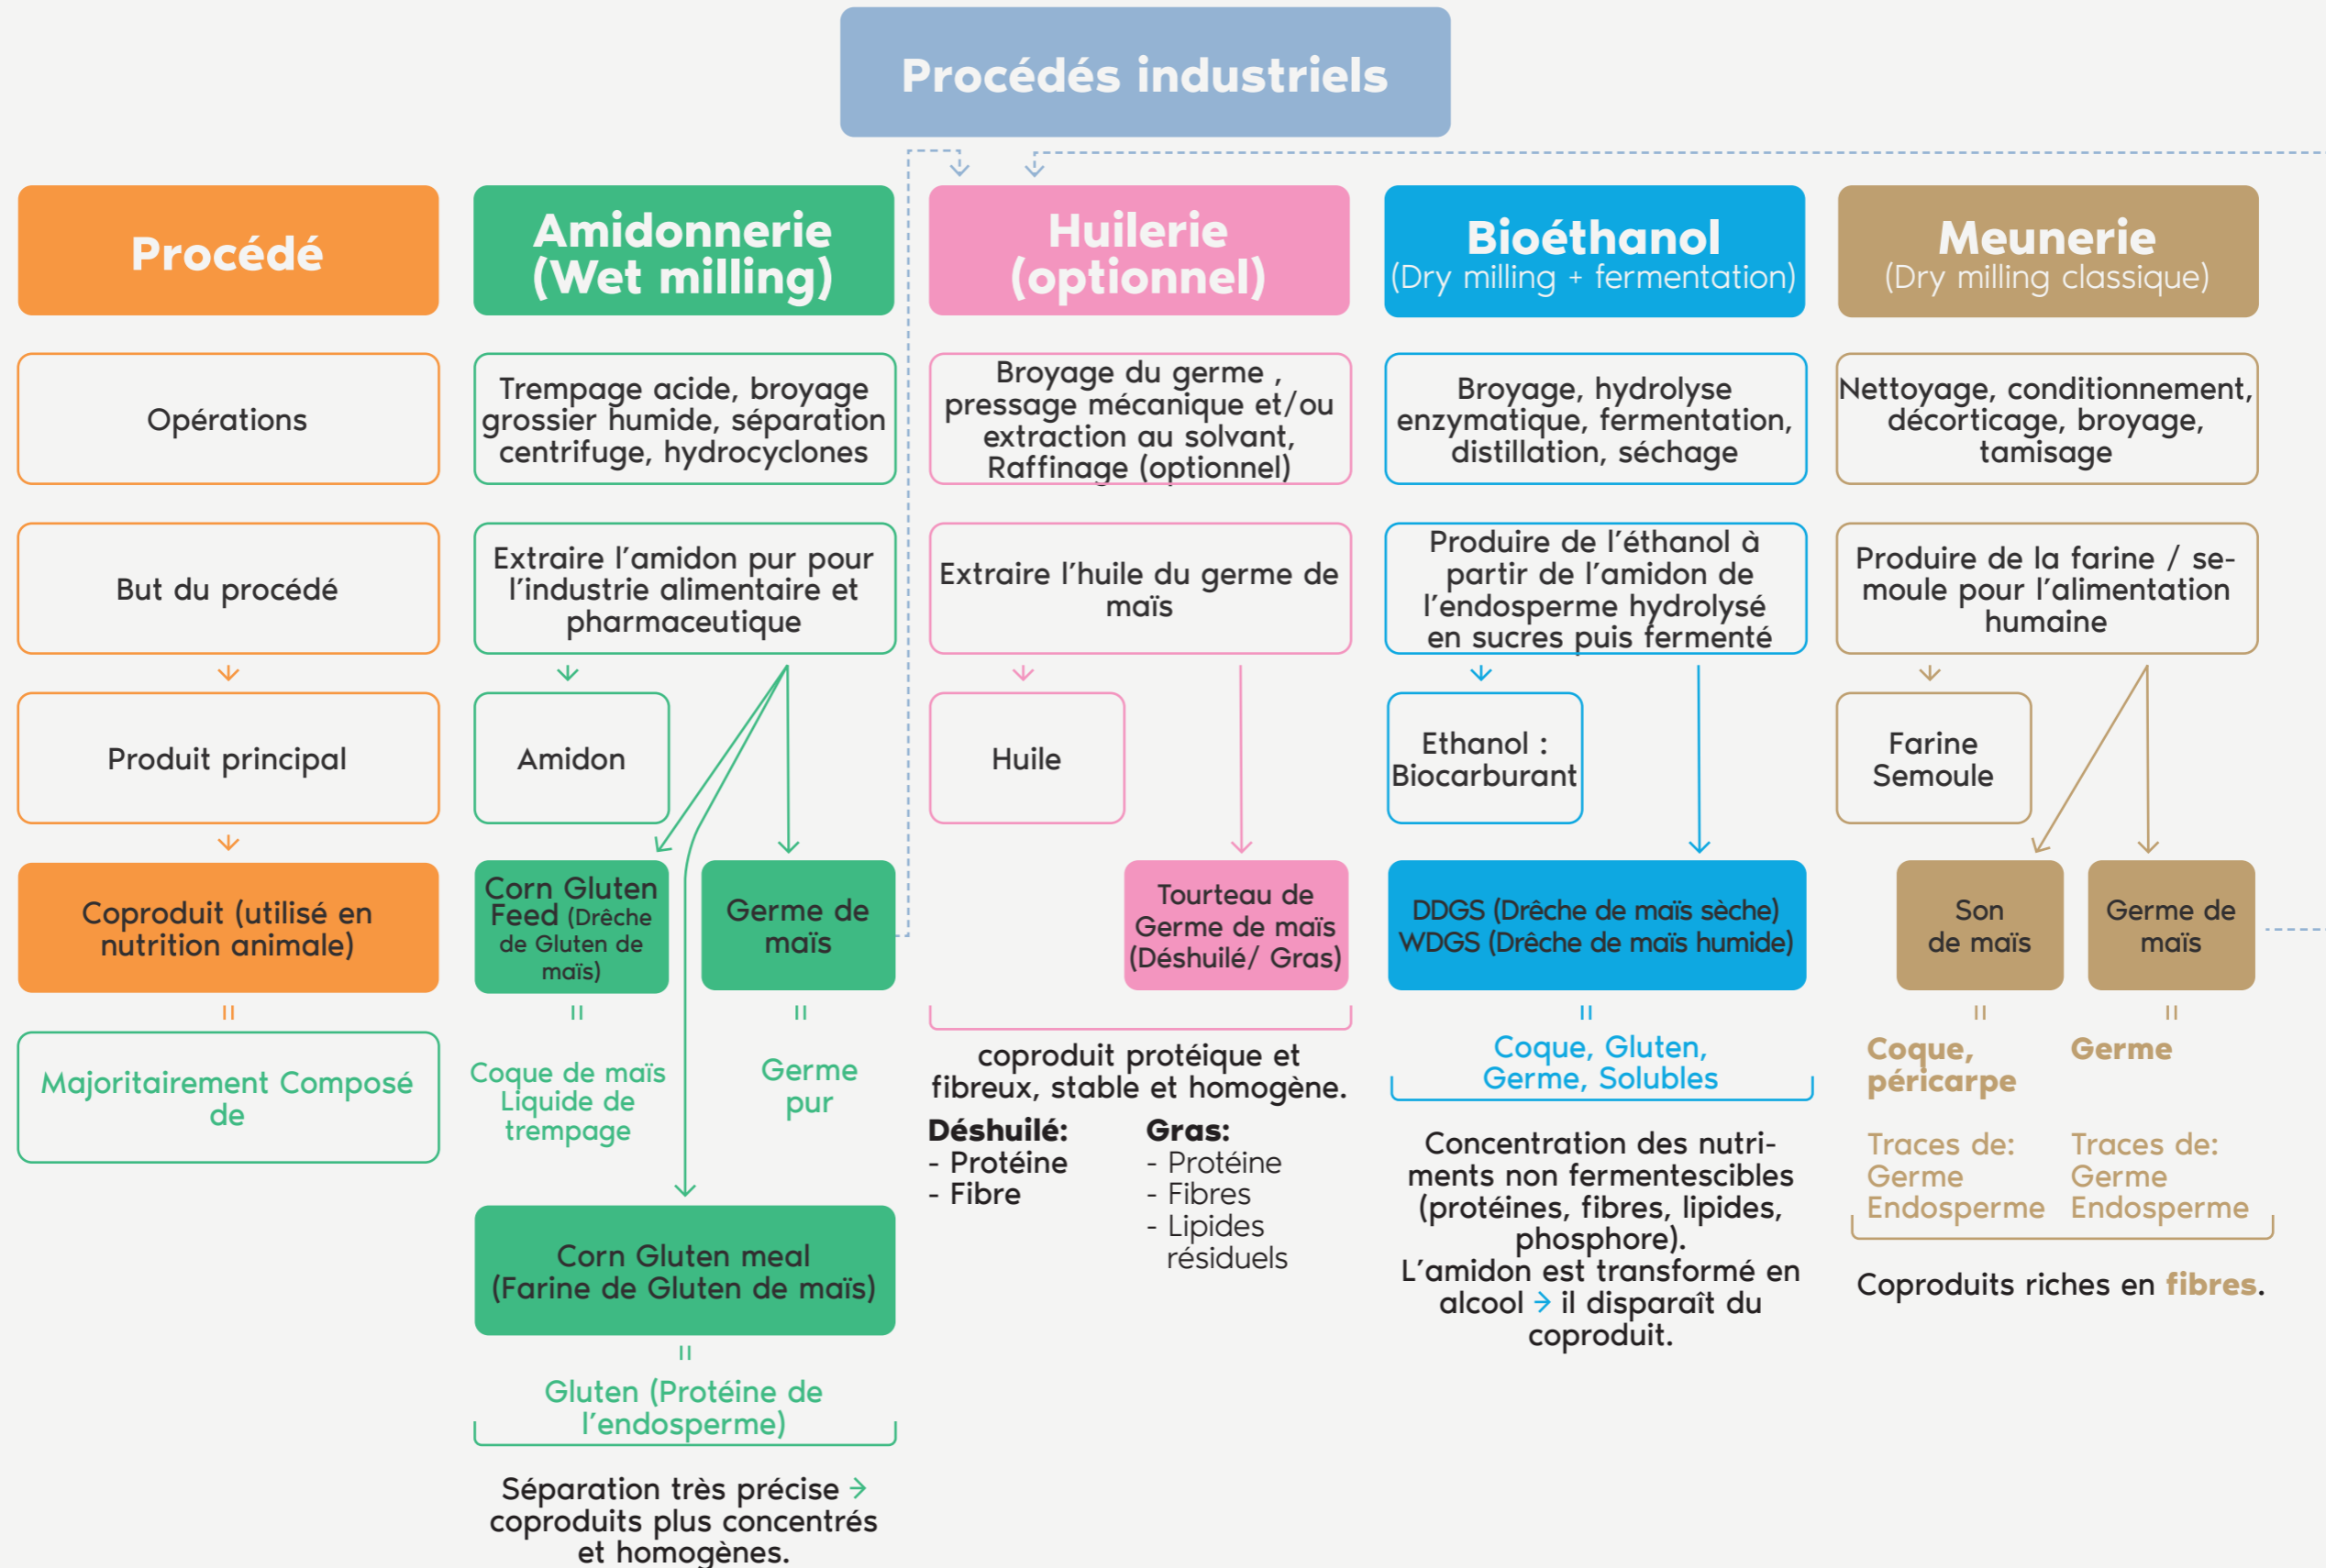 Procédés industriels
Procédé
Opérations
But du procédé
Produit principal
Coproduit (utilisé en
nutrition animale)
Majoritairement Composé
de
Amidonnerie
(Wet milling)
Trempage acide, broyage
grossier humide, séparation
centrifuge, hydrocyclones
Extraire l'amidon pur pour
l'industrie alimentaire et
pharmaceutique
Amidon
Corn Gluten
Feed (Drêche
de Gluten de
maïs)
Germe de
maïs
Coque de maïs
Liquide de
trempage
Germe
pur
Corn Gluten meal
(Farine de Gluten de maïs)
Gluten (Protéine de
l'endosperme)
Séparation très précise →
coproduits plus concentrés
et homogènes.
Huilerie
(optionnel)
Broyage du germe ,
pressage mécanique et/ou
extraction au solvant,
Raffinage (optionnel)
Extraire l'huile du germe de
maïs
Huile
Tourteau de
Germe de maïs
(Déshuilé/ Gras)
coproduit protéique et
fibreux, stable et homogène.
Déshuilé:
- Protéine
- Fibre
Gras:
- Protéine
- Fibres
- Lipides
résiduels
Bioéthanol
(Dry milling + fermentation)
Broyage, hydrolyse
enzymatique, fermentation,
distillation, séchage
Produire de l'éthanol à
partir de l'amidon de
l'endosperme hydrolysé
en sucres puis fermenté
Ethanol :
Biocarburant
DDGS (Drêche de maïs sèche)
WDGS (Drêche de maïs humide)
Coque, Gluten,
Germe, Solubles
Concentration des nutri-
ments non fermentescibles
(protéines, fibres, lipides,
phosphore).
L'amidon est transformé en
alcool → il disparaît du
coproduit.
Meunerie
(Dry milling classique)
Nettoyage, conditionnement,
décorticage, broyage,
tamisage
Produire de la farine / se-
moule pour l'alimentation
humaine
Farine
Semoule
Son
de maïs
Germe de
maïs
Coque,
péricarpe
Traces de:
Germe
Endosperme
Germe
Traces de:
Germe
Endosperme
Coproduits riches en fibres.